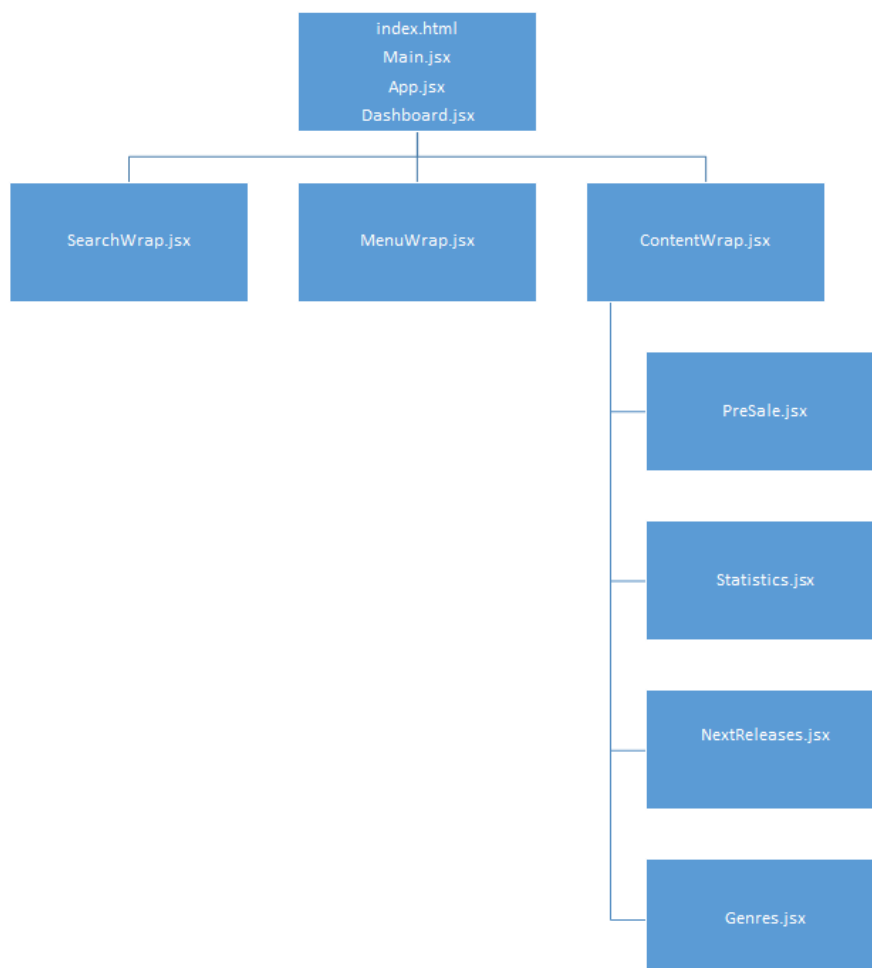 index.html
Main.jsx
App.jsx
Dashboard.jsx
SearchWrap.jsx
MenuWrap.jsx
ContentWrap.jsx
PreSale.jsx
Statistics.jsx
NextReleases.jsx
Genres.jsx